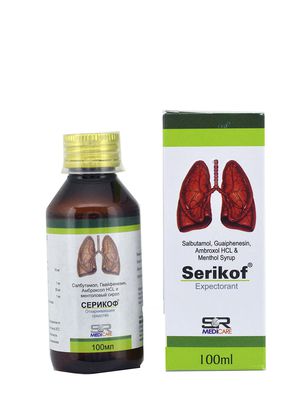 Салбутамол, Гвайфенезин,
Амброксол HCL и
ментоловый сироп
СЕРИКОФ®
Отхаркивающее
средство
SR
MEDICARE
100мл
Salbutamol, Guaiphenesin,
Ambroxol HCL &
Menthol Syrup
Serikof®
Expectorant
SR
MEDICARE
100ml